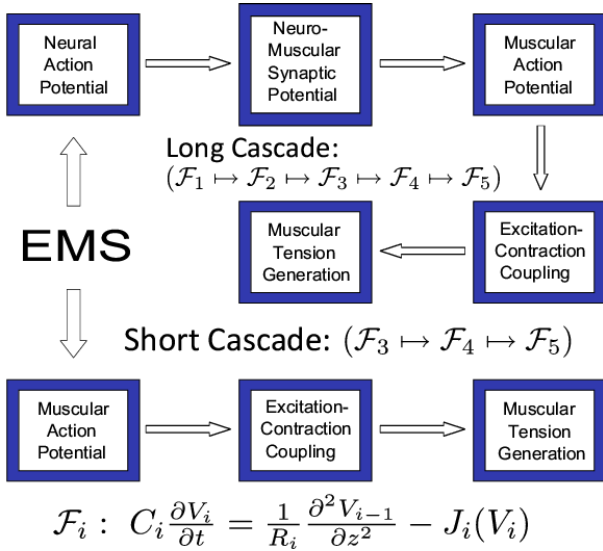 Neural
Action
Potential
Neuro-
Muscular
Synaptic
Potential
Muscular
Action
Potential
Long Cascade:
(ℱ₁ ↦ ℱ₂ ↦ ℱ₃ ↦ ℱ₄ ↦ ℱ₅)
Muscular
Tension
Generation
Excitation-
Contraction
Coupling
EMS
Short Cascade: (ℱ₃ ↦ ℱ₄ ↦ ℱ₅)
Muscular
Action
Potential
Excitation-
Contraction
Coupling
Muscular
Tension
Generation
ℱᵢ : Cᵢ ∂Vᵢ/∂t = 1/Rᵢ ∂²Vᵢ₋₁/∂z² − Jᵢ(Vᵢ)